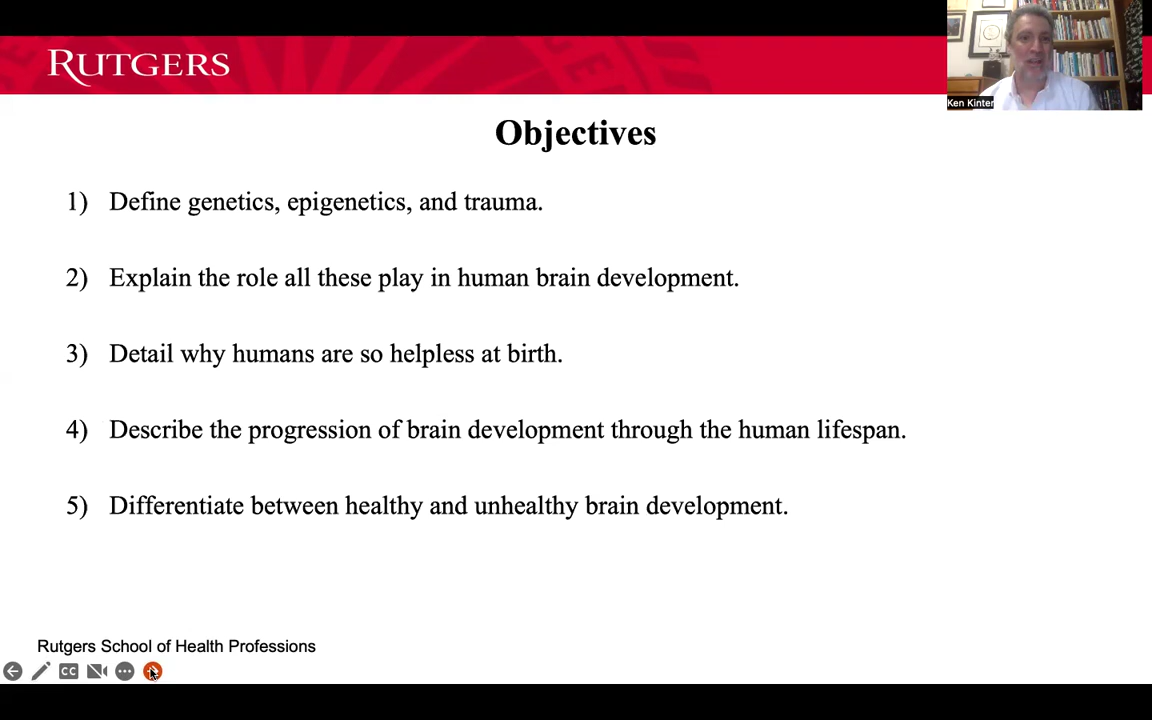 RUTGERS
Ken Kinter
Objectives
1) Define genetics, epigenetics, and trauma.
2) Explain the role all these play in human brain development.
3) Detail why humans are so helpless at birth.
4) Describe the progression of brain development through the human lifespan.
5) Differentiate between healthy and unhealthy brain development.
Rutgers School of Health Professions
CC